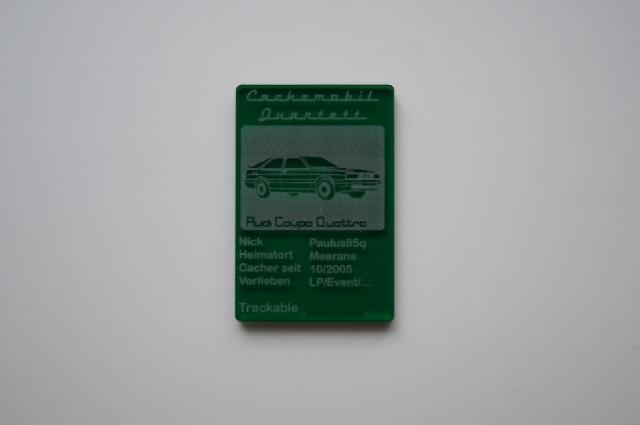 Cachemobil
Quartett
Audi Coupe Quattro
Nick Paulus85q
Heimatort Meerane
Cacher seit 10/2005
Vorlieben LP/Event/...
Trackable